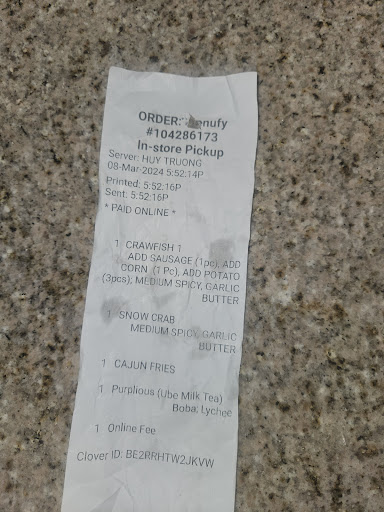 ORDER: enufy
#104286173
In-store Pickup
Server: HUY TRUONG
08-Mar-2024 5:52:14P
Printed: 5:52:16P
Sent: 5:52:16P
* PAID ONLINE *
1 CRAWFISH 1
ADD SAUSAGE (1pc), ADD
CORN (1 Pc), ADD POTATO
(3pcs), MEDIUM SPICY, GARLIC
BUTTER
1 SNOW CRAB
MEDIUM SPICY, GARLIC
BUTTER
1 CAJUN FRIES
1 Purplious (Ube Milk Tea)
Boba: Lychee
1 Online Fee
Clover ID: BE2RRHTW2JKVW